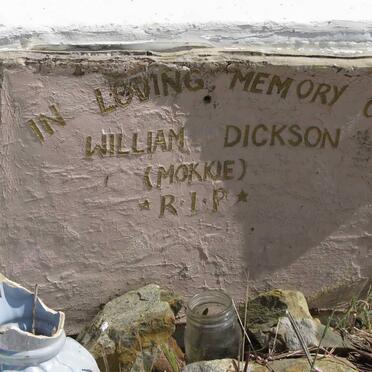 IN LOVING MEMORY
WILLIAM DICKSON
(MOKKIE)
★ R.I.P ★